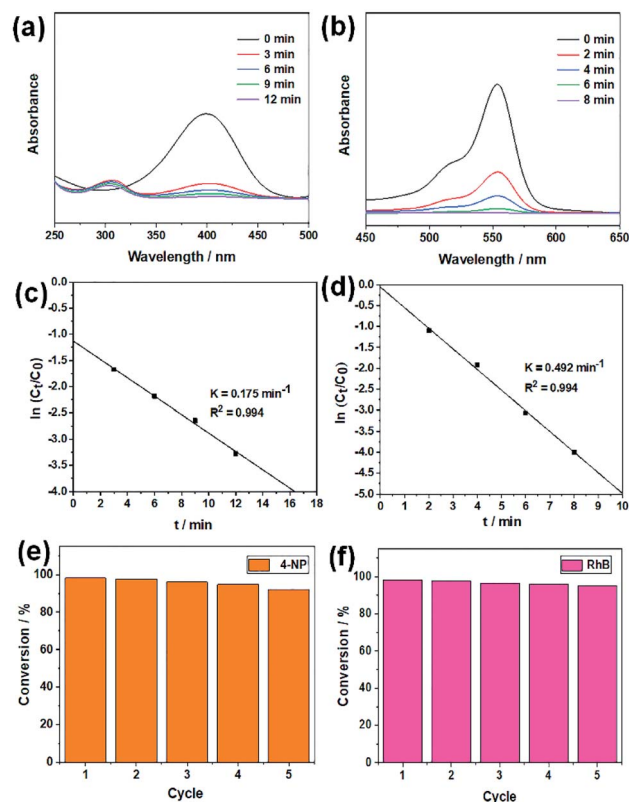 (a)
0 min
3 min
6 min
9 min
12 min
Absorbance
250 300 350 400 450 500
Wavelength / nm
(b)
0 min
2 min
4 min
6 min
8 min
Absorbance
450 500 550 600 650
Wavelength / nm
(c)
0.0
-0.5
-1.0
-1.5
-2.0
-2.5
-3.0
-3.5
-4.0
ln (Ct/C0)
K = 0.175 min-1
R2 = 0.994
0 2 4 6 8 10 12 14 16 18
t / min
(d)
0.0
-0.5
-1.0
-1.5
-2.0
-2.5
-3.0
-3.5
-4.0
-4.5
-5.0
ln (Ct/C0)
K = 0.492 min-1
R2 = 0.994
0 2 4 6 8 10
t / min
(e)
4-NP
100
80
60
40
20
0
Conversion / %
1 2 3 4 5
Cycle
(f)
RhB
100
80
60
40
20
0
Conversion / %
1 2 3 4 5
Cycle